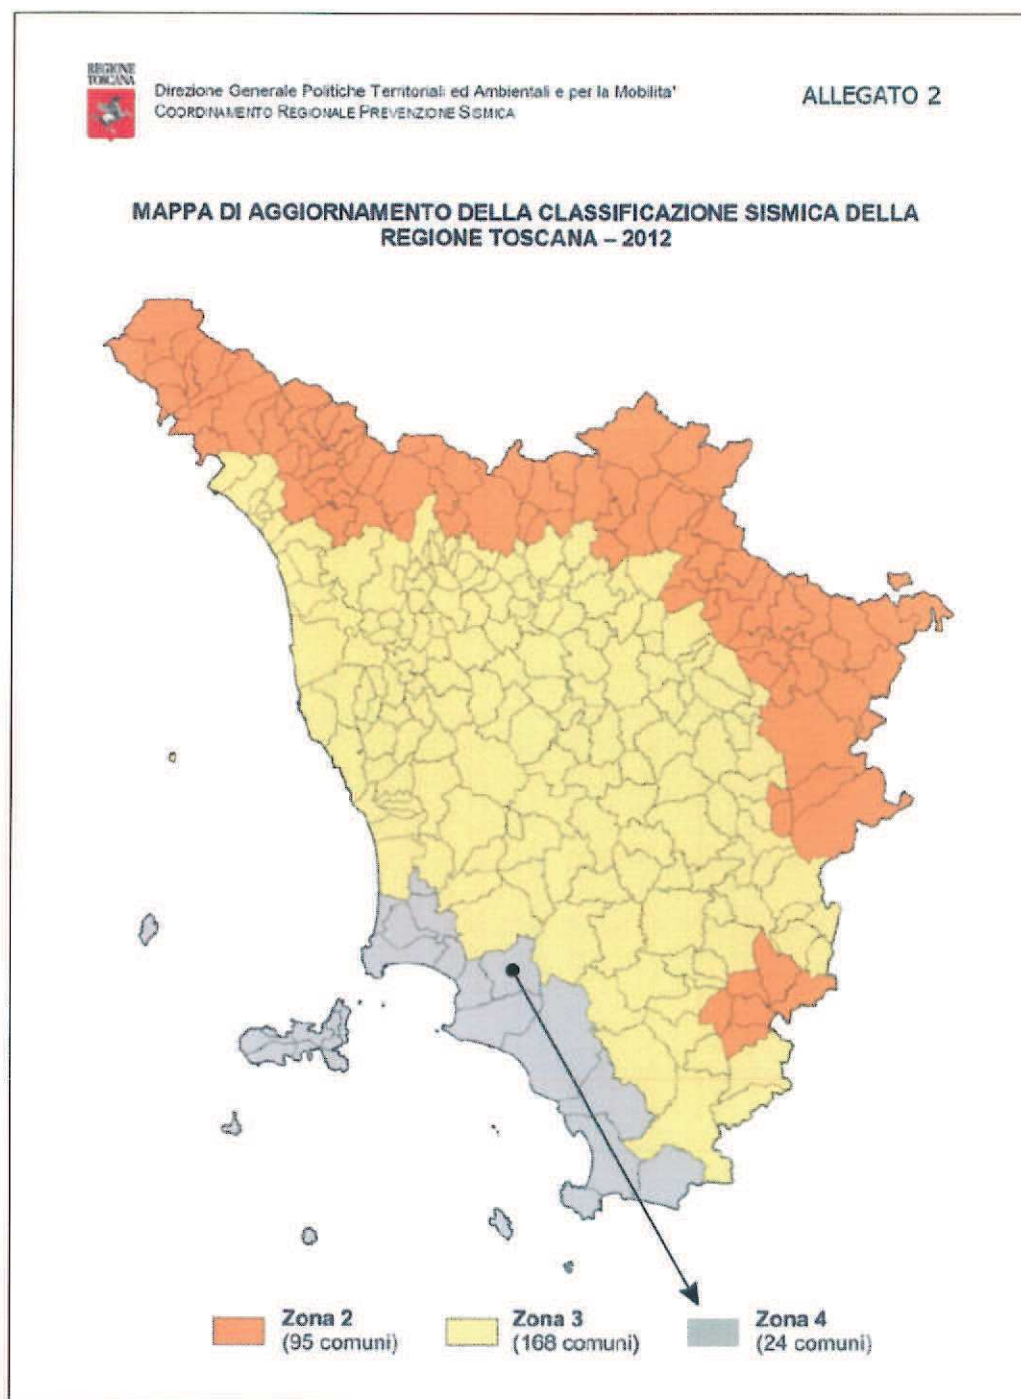 REGIONE
TOSCANA
Direzione Generale Politiche Territoriali ed Ambientali e per la Mobilita'
COORDINAMENTO REGIONALE PREVENZIONE SISMICA
ALLEGATO 2
MAPPA DI AGGIORNAMENTO DELLA CLASSIFICAZIONE SISMICA DELLA
REGIONE TOSCANA – 2012
Zona 2
(95 comuni)
Zona 3
(168 comuni)
Zona 4
(24 comuni)